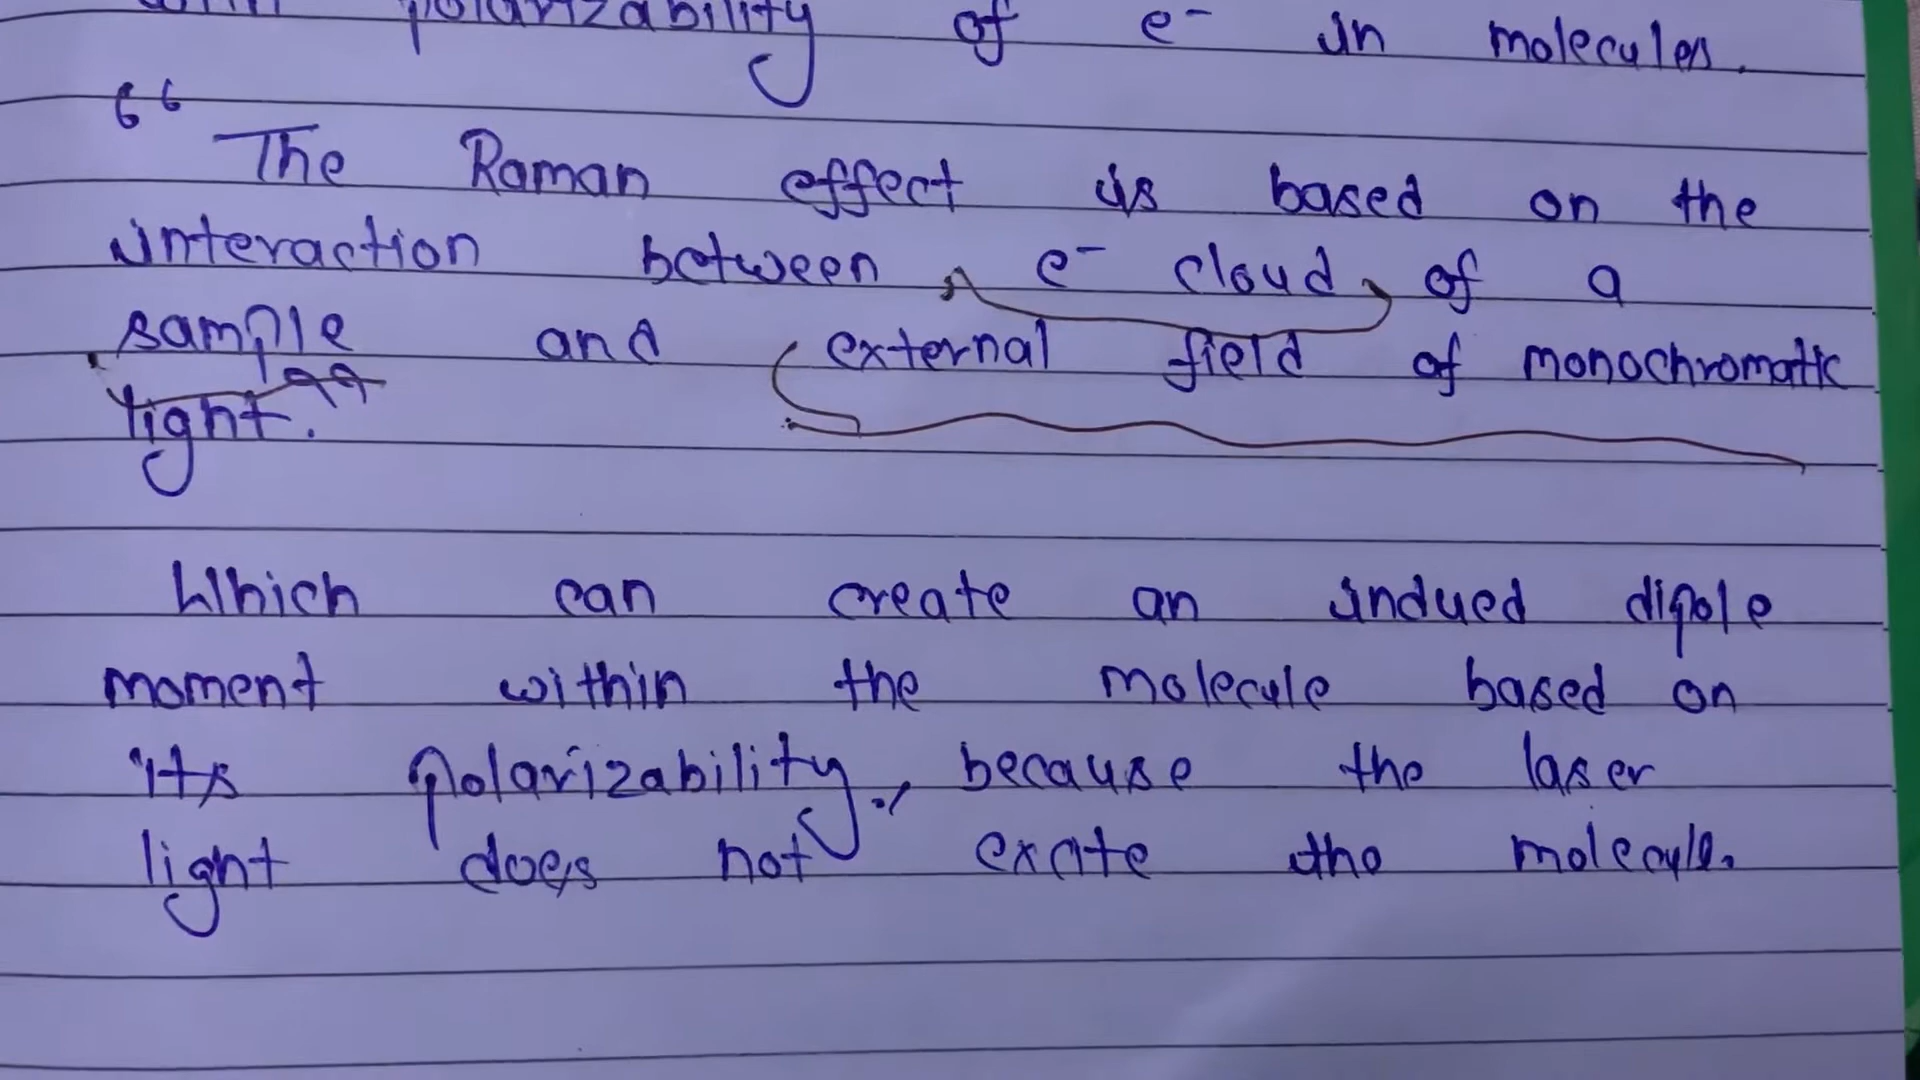 polarizability of e⁻ in molecules.
“ The Raman effect is based on the
interaction between e⁻ cloud of a
sample and external field of monochromatic
light.”
Which can create an indued dipole
moment within the molecule based on
its polarizability, because the laser
light does not excite the molecule.